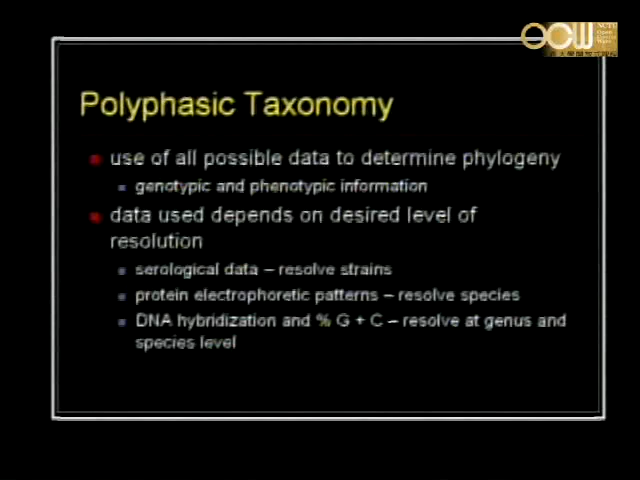 OCW
NCTU
Open
Polyphasic Taxonomy
use of all possible data to determine phylogeny
genotypic and phenotypic information
data used depends on desired level of
resolution
serological data – resolve strains
protein electrophoretic patterns – resolve species
DNA hybridization and % G + C – resolve at genus and
species level